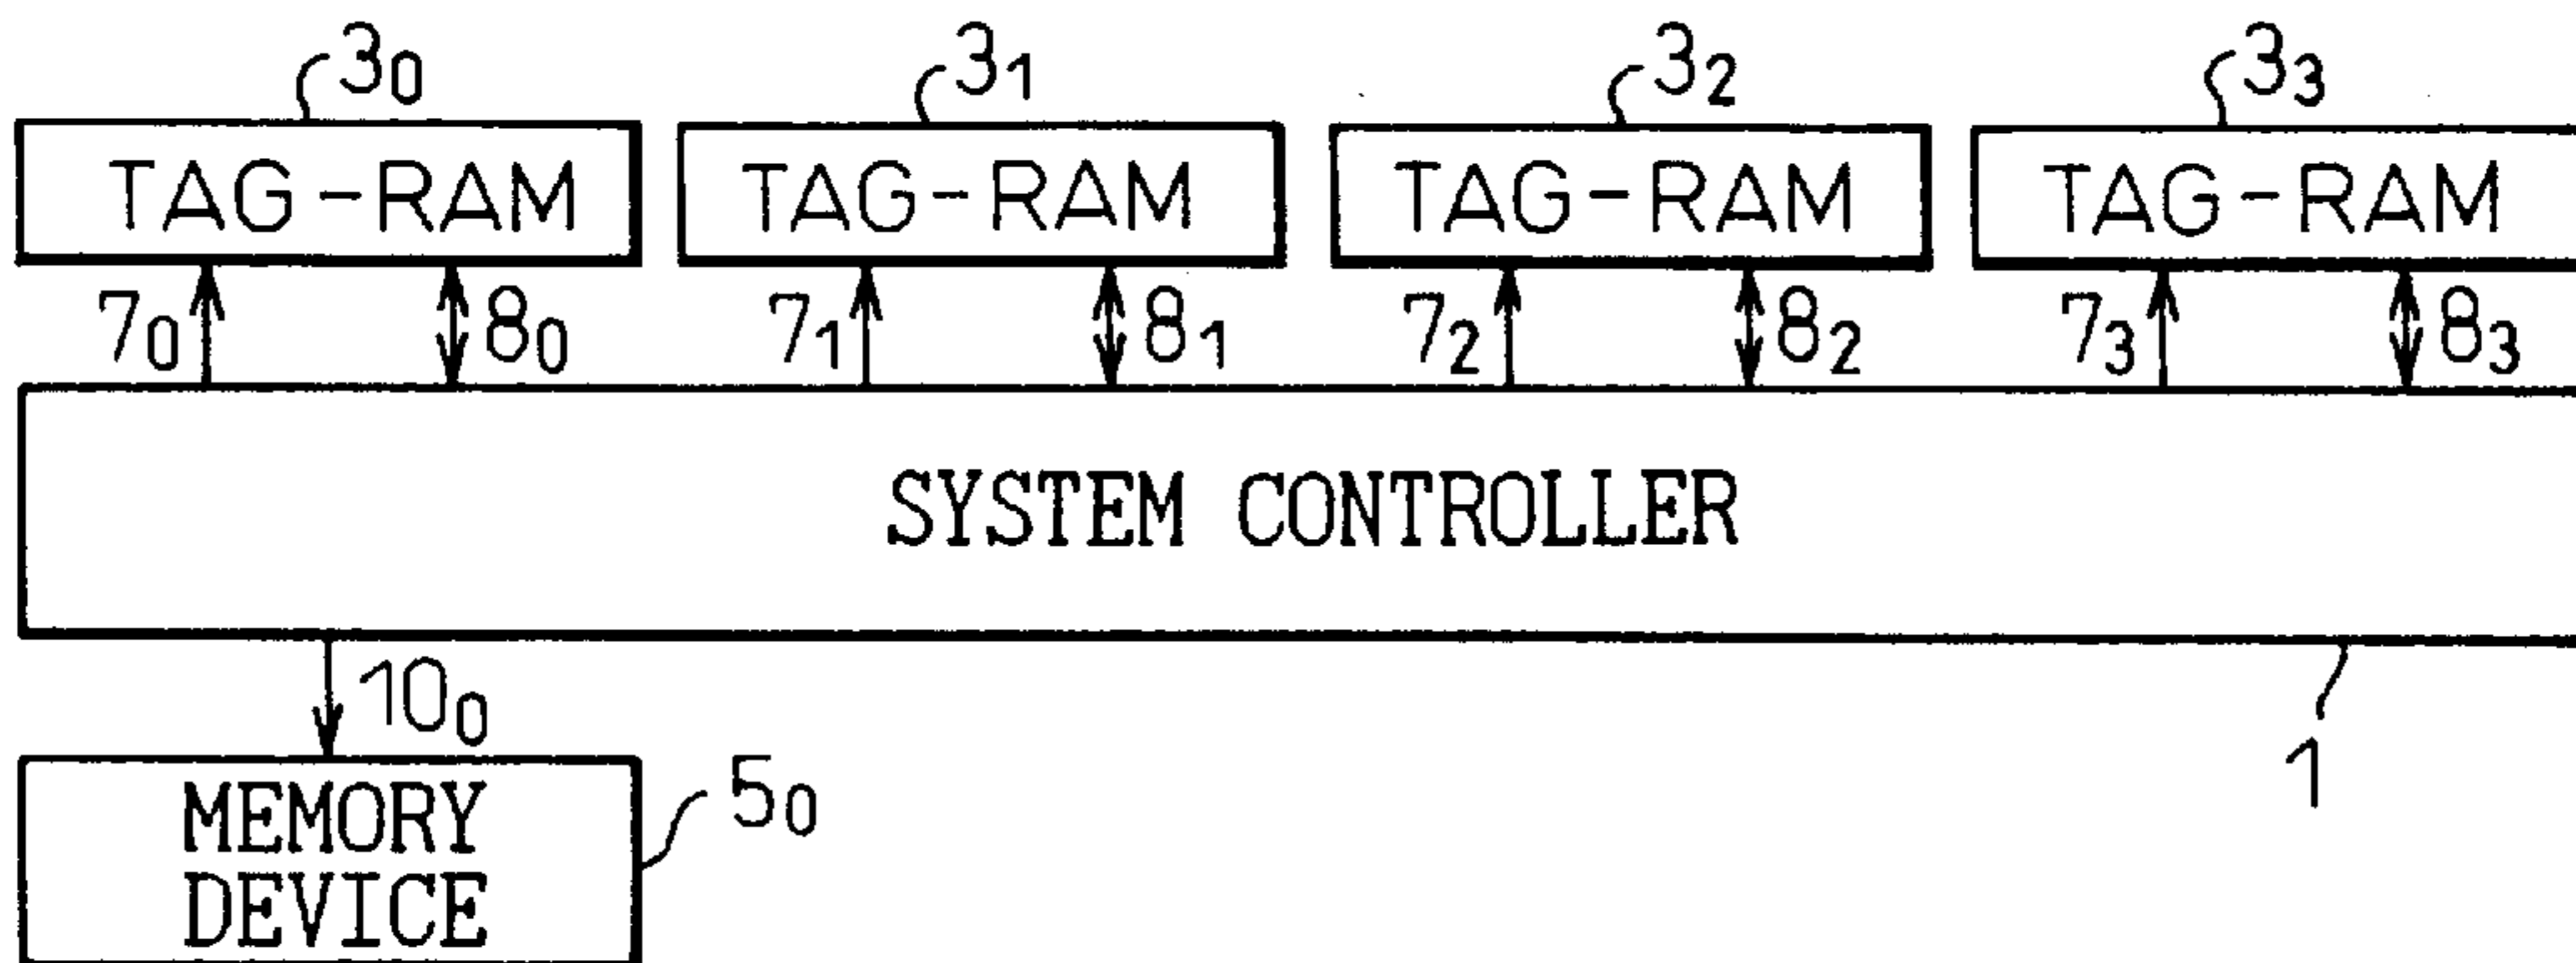 3₀ 3₁ 3₂ 3₃
TAG-RAM TAG-RAM TAG-RAM TAG-RAM
7₀ 8₀ 7₁ 8₁ 7₂ 8₂ 7₃ 8₃
SYSTEM CONTROLLER
10₀
1
MEMORY
DEVICE
5₀